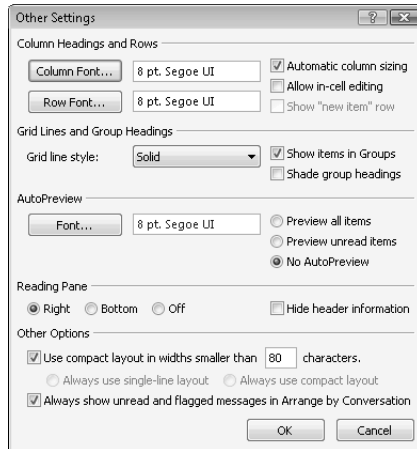 Other Settings
Column Headings and Rows
Column Font... 8 pt. Segoe UI
Automatic column sizing
Allow in-cell editing
Row Font... 8 pt. Segoe UI
Show "new item" row
Grid Lines and Group Headings
Grid line style: Solid
Show items in Groups
Shade group headings
AutoPreview
Font... 8 pt. Segoe UI
Preview all items
Preview unread items
No AutoPreview
Reading Pane
Right Bottom Off Hide header information
Other Options
Use compact layout in widths smaller than 80 characters.
Always use single-line layout Always use compact layout
Always show unread and flagged messages in Arrange by Conversation
OK Cancel